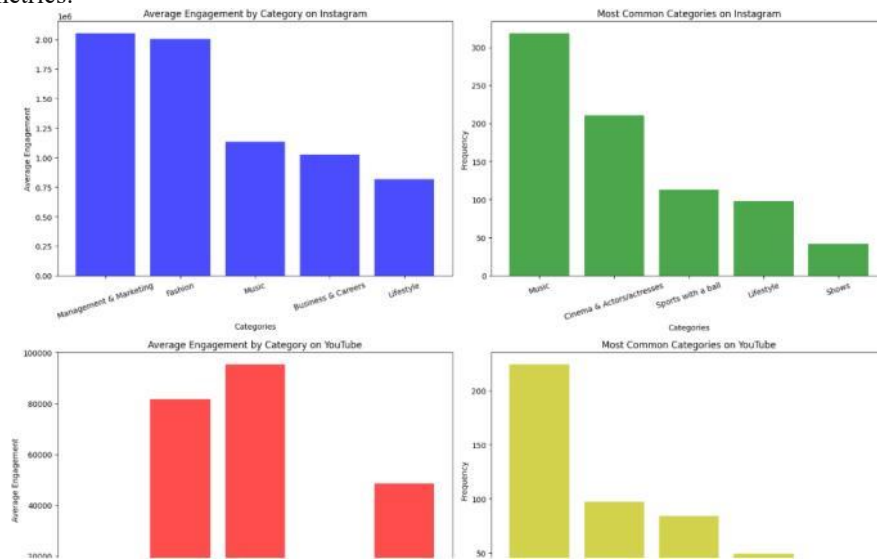 metrics.
Average Engagement by Category on Instagram
1e6
2.00
1.75
1.50
1.25
1.00
0.75
0.50
0.25
0.00
Average Engagement
Management & Marketing
Fashion
Music
Business & Careers
Lifestyle
Categories
Most Common Categories on Instagram
300
250
200
150
100
50
0
Frequency
Music
Cinema & Actors/actresses
Sports with a ball
Lifestyle
Shows
Categories
Average Engagement by Category on YouTube
100000
80000
60000
40000
20000
Average Engagement
Most Common Categories on YouTube
200
150
100
50
Frequency